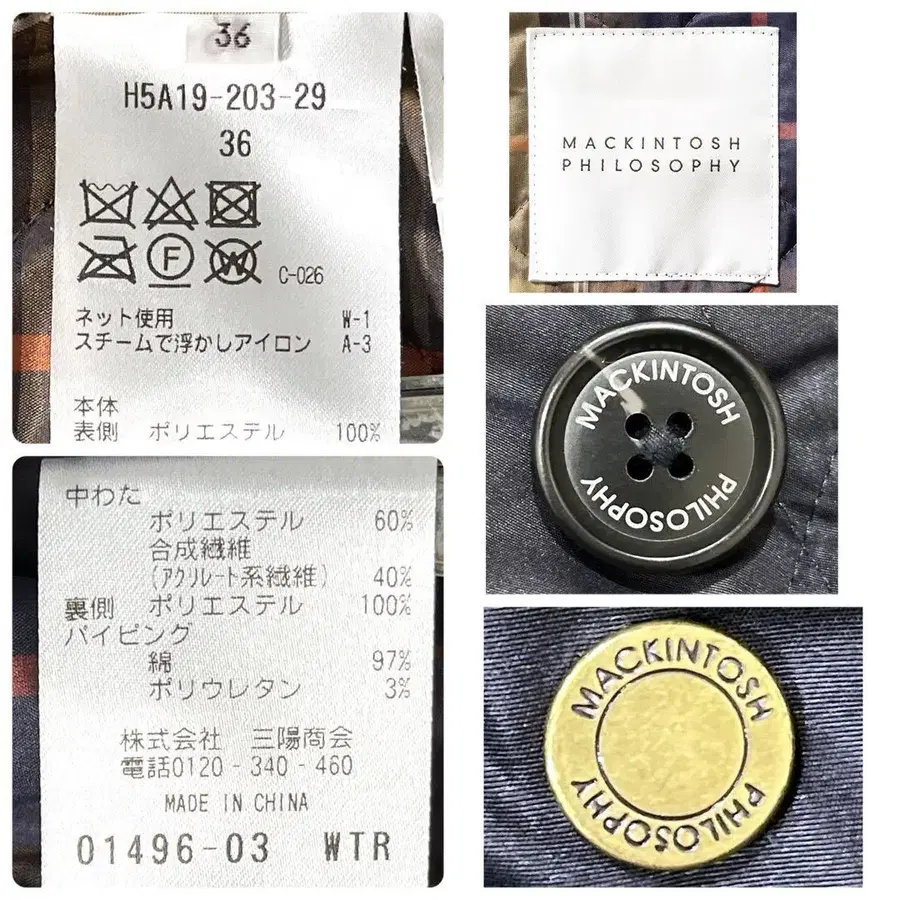 36
H5A19-203-29
36
F
W
C-026
ネット使用 W-1
スチームで浮かしアイロン A-3
本体
表側 ポリエステル 100%
中わた
ポリエステル 60%
合成繊維
(アクリレート系繊維) 40%
裏側 ポリエステル 100%
パイピング
綿 97%
ポリウレタン 3%
株式会社 三陽商会
電話0120-340-460
MADE IN CHINA
01496-03 WTR
MACKINTOSH
PHILOSOPHY
MACKINTOSH
PHILOSOPHY
MACKINTOSH
PHILOSOPHY